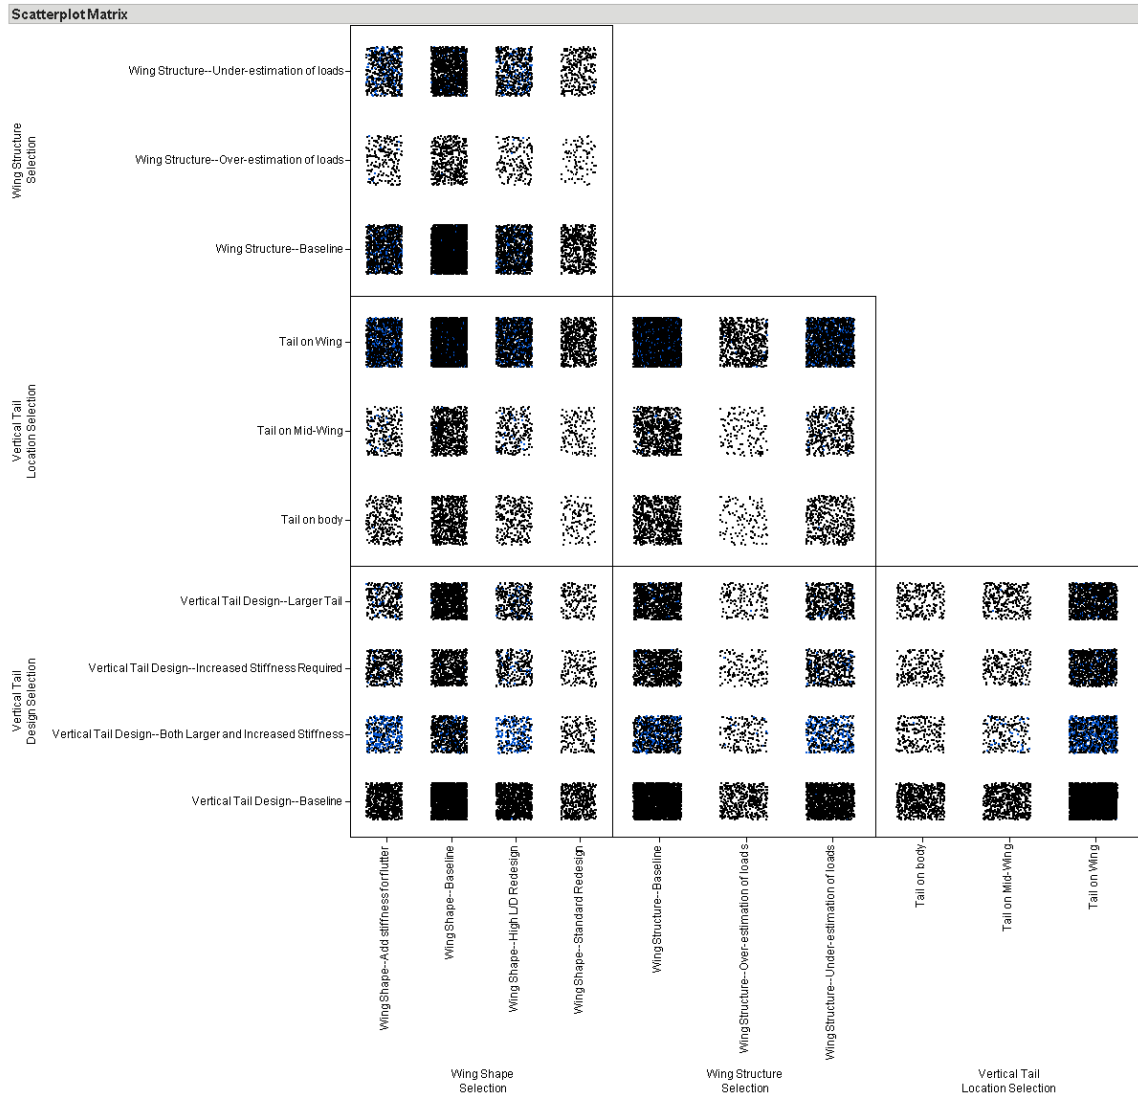 Scatterplot Matrix
Wing Structure
Selection
Wing Structure--Under-estimation of loads
Wing Structure--Over-estimation of loads
Wing Structure--Baseline
Vertical Tail
Location Selection
Tail on Wing
Tail on Mid-Wing
Tail on body
Vertical Tail
Design Selection
Vertical Tail Design--Larger Tail
Vertical Tail Design--Increased Stiffness Required
Vertical Tail Design--Both Larger and Increased Stiffness
Vertical Tail Design--Baseline
Wing Shape--Add stiffness for flutter
Wing Shape--Baseline
Wing Shape--High L/D Redesign
Wing Shape--Standard Redesign
Wing Structure--Baseline
Wing Structure--Over-estimation of loads
Wing Structure--Under-estimation of loads
Tail on body
Tail on Mid-Wing
Tail on Wing
Wing Shape
Selection
Wing Structure
Selection
Vertical Tail
Location Selection